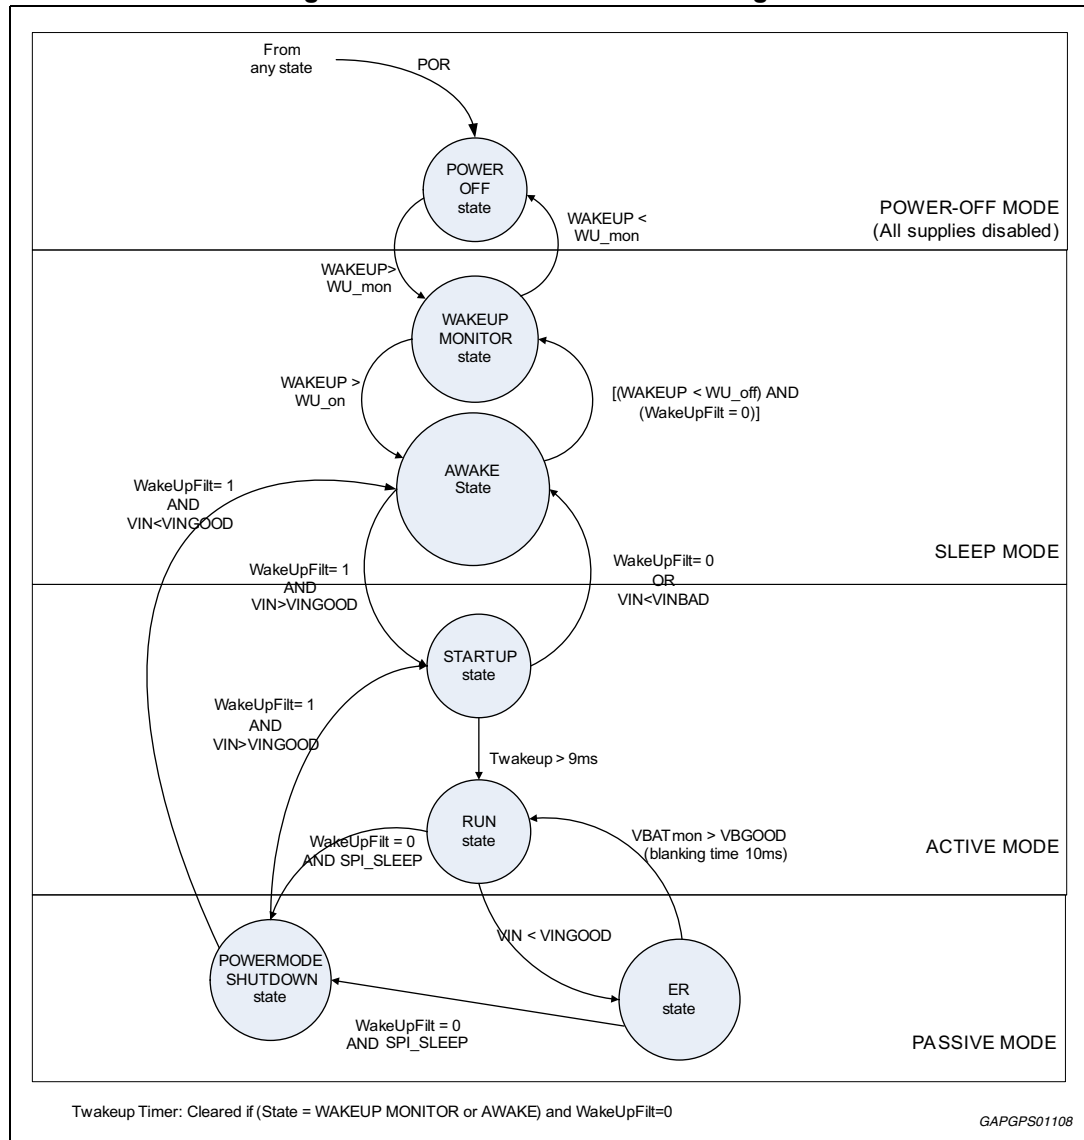 From
any state
POR
POWER
OFF
state
WAKEUP <
WU_mon
POWER-OFF MODE
(All supplies disabled)
WAKEUP>
WU_mon
WAKEUP
MONITOR
state
WAKEUP >
WU_on
[(WAKEUP < WU_off) AND
(WakeUpFilt = 0)]
AWAKE
State
WakeUpFilt= 1
AND
VIN<VINGOOD
SLEEP MODE
WakeUpFilt= 1
AND
VIN>VINGOOD
WakeUpFilt= 0
OR
VIN<VINBAD
STARTUP
state
WakeUpFilt= 1
AND
VIN>VINGOOD
Twakeup > 9ms
RUN
state
VBATmon > VBGOOD
(blanking time 10ms)
WakeUpFilt = 0
AND SPI_SLEEP
ACTIVE MODE
VIN < VINGOOD
POWERMODE
SHUTDOWN
state
ER
state
WakeUpFilt = 0
AND SPI_SLEEP
PASSIVE MODE
Twakeup Timer: Cleared if (State = WAKEUP MONITOR or AWAKE) and WakeUpFilt=0
GAPGPS01108